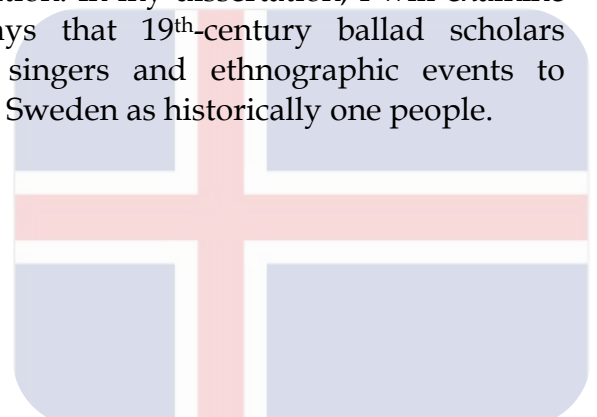 In my dissertation, I will examine
that 19th-century ballad scholars
singers and ethnographic events to
Sweden as historically one people.